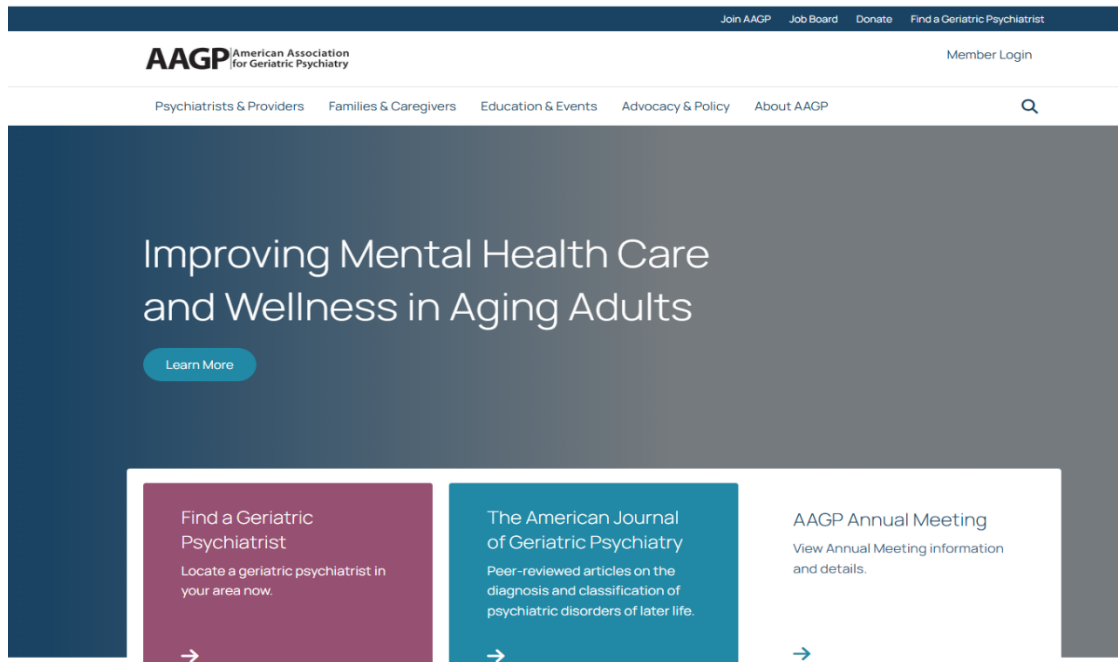 Join AAGP Job Board Donate Find a Geriatric Psychiatrist
AAGP American Association
for Geriatric Psychiatry
Member Login
Psychiatrists & Providers Families & Caregivers Education & Events Advocacy & Policy About AAGP
Improving Mental Health Care
and Wellness in Aging Adults
Learn More
Find a Geriatric
Psychiatrist
Locate a geriatric psychiatrist in
your area now.
The American Journal
of Geriatric Psychiatry
Peer-reviewed articles on the
diagnosis and classification of
psychiatric disorders of later life.
AAGP Annual Meeting
View Annual Meeting information
and details.